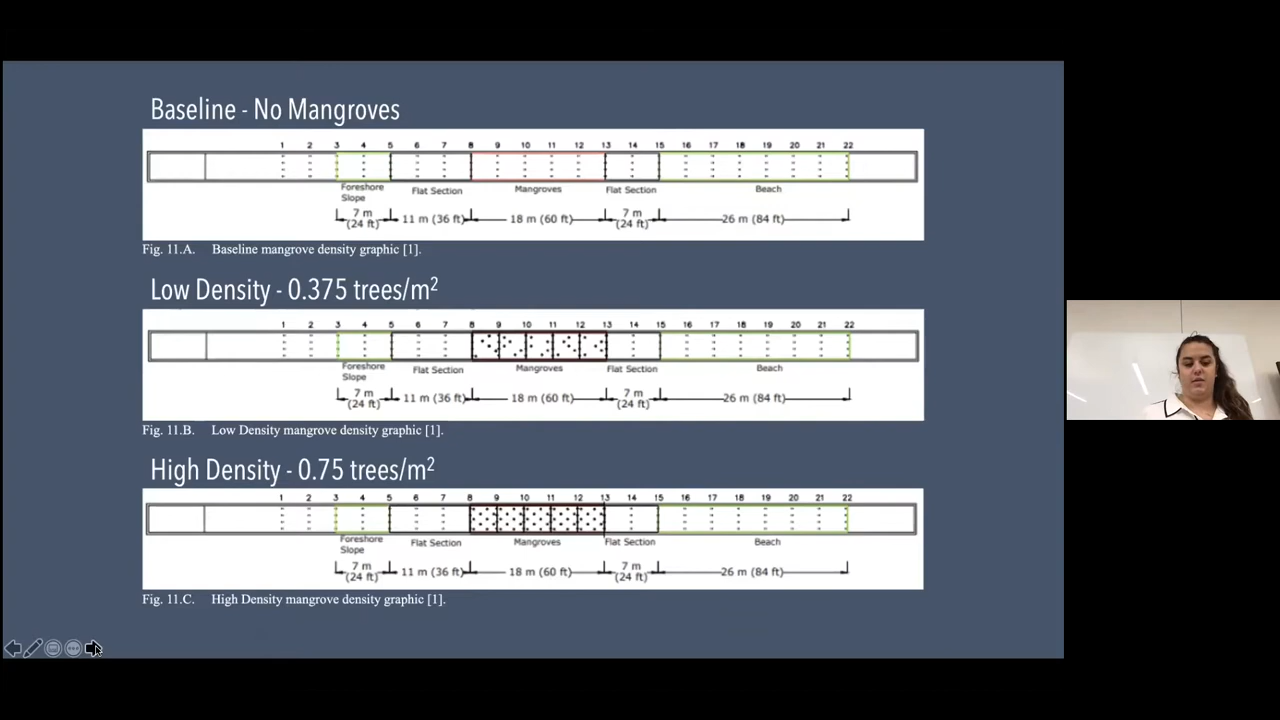 Baseline - No Mangroves
1 2 3 4 5 6 7 8 9 10 11 12 13 14 15 16 17 18 19 20 21 22
Foreshore Slope Flat Section Mangroves Flat Section Beach
7 m (24 ft) 11 m (36 ft) 18 m (60 ft) 7 m (24 ft) 26 m (84 ft)
Fig. 11.A. Baseline mangrove density graphic [1].
Low Density - 0.375 trees/m²
1 2 3 4 5 6 7 8 9 10 11 12 13 14 15 16 17 18 19 20 21 22
Foreshore Slope Flat Section Mangroves Flat Section Beach
7 m (24 ft) 11 m (36 ft) 18 m (60 ft) 7 m (24 ft) 26 m (84 ft)
Fig. 11.B. Low Density mangrove density graphic [1].
High Density - 0.75 trees/m²
1 2 3 4 5 6 7 8 9 10 11 12 13 14 15 16 17 18 19 20 21 22
Foreshore Slope Flat Section Mangroves Flat Section Beach
7 m (24 ft) 11 m (36 ft) 18 m (60 ft) 7 m (24 ft) 26 m (84 ft)
Fig. 11.C. High Density mangrove density graphic [1].